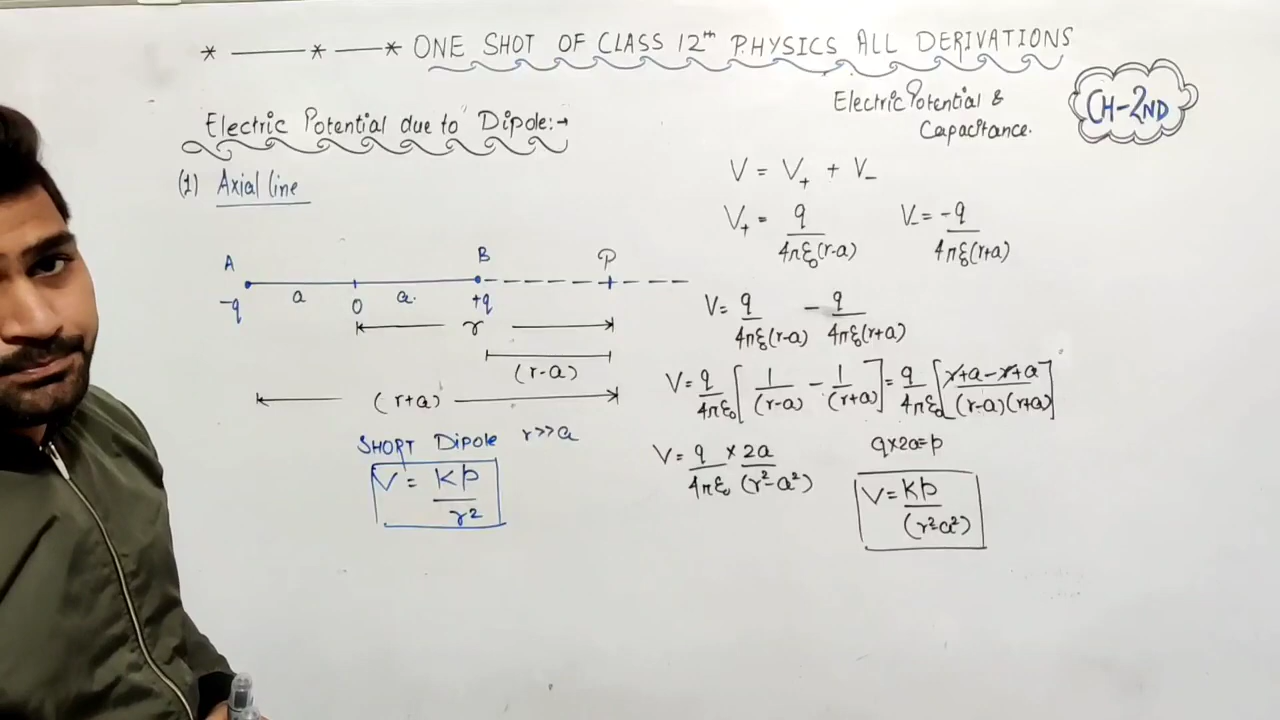 * —— * — * ONE SHOT OF CLASS 12th PHYSICS ALL DERIVATIONS
Electric Potential &
Capacitance.
CH-2ND
Electric Potential due to Dipole:→
(1) Axial line
A B P
-q a O a. +q
r
(r-a)
(r+a)
SHORT Dipole r>>a
V = Kp/r²
V = V₊ + V₋
V₊ = q/4πε₀(r-a) V₋ = -q/4πε₀(r+a)
V = q/4πε₀(r-a) - q/4πε₀(r+a)
V = q/4πε₀ [1/(r-a) - 1/(r+a)] = q/4πε₀ [r+a-r+a/(r-a)(r+a)]
V = q/4πε₀ × 2a/(r²-a²) q×2a=p
V = Kp/(r²-a²)